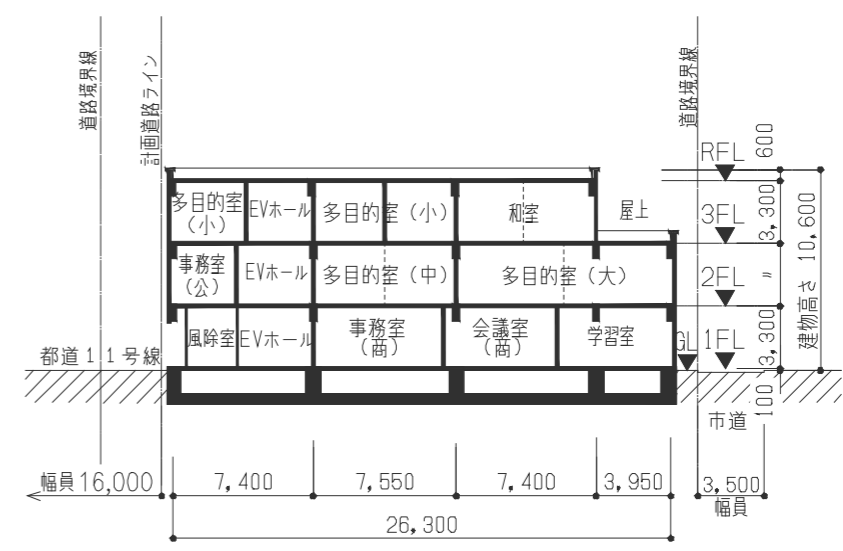 道路境界線
計画道路ライン
道路境界線
RFL
600
多目的室
（小）
EVホール
多目的室（小）
和室
屋上
3FL
3,300
事務室
（公）
EVホール
多目的室（中）
多目的室（大）
2FL
〃
建物高さ 10,600
風除室
EVホール
事務室
（商）
会議室
（商）
学習室
GL
1FL
3,300
都道11号線
100
市道
幅員16,000
7,400
7,550
7,400
3,950
3,500
幅員
26,300